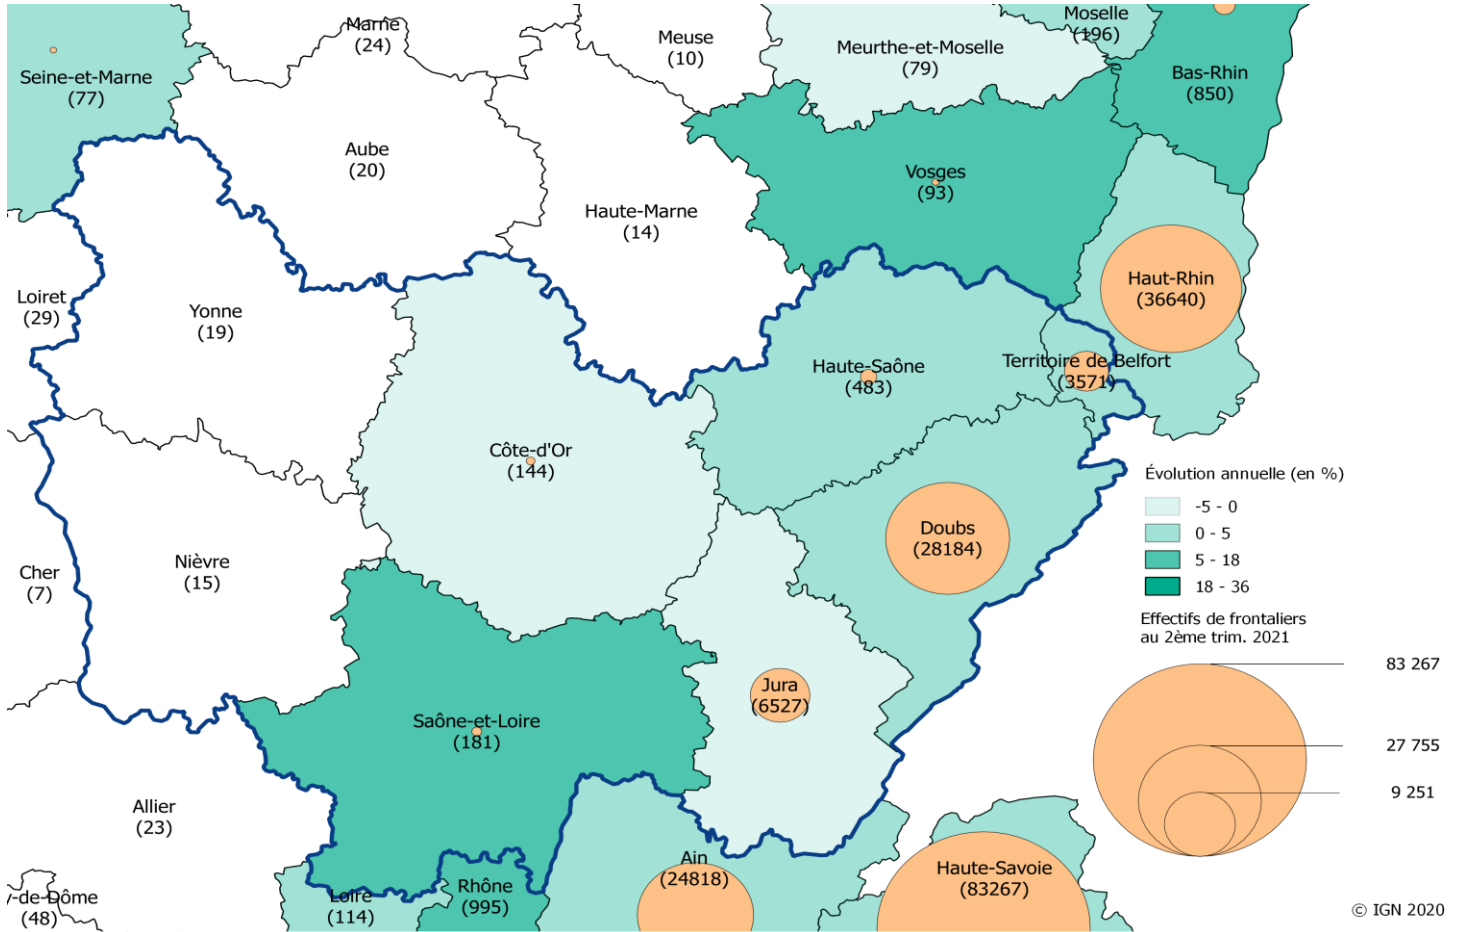 Marne
(24)
Meuse
(10)
Moselle
(196)
Meurthe-et-Moselle
(79)
Seine-et-Marne
(77)
Bas-Rhin
(850)
Aube
(20)
Vosges
(93)
Haute-Marne
(14)
Haut-Rhin
(36640)
Loiret
(29)
Yonne
(19)
Haute-Saône
(483)
Territoire de Belfort
(3571)
Côte-d'Or
(144)
Doubs
(28184)
Nièvre
(15)
Cher
(7)
Jura
(6527)
Saône-et-Loire
(181)
Allier
(23)
Ain
(24818)
Haute-Savoie
(83267)
Rhône
(995)
Loire
(114)
y-de-Dôme
(48)
Évolution annuelle (en %)
-5 - 0
0 - 5
5 - 18
18 - 36
Effectifs de frontaliers
au 2ème trim. 2021
83 267
27 755
9 251
© IGN 2020